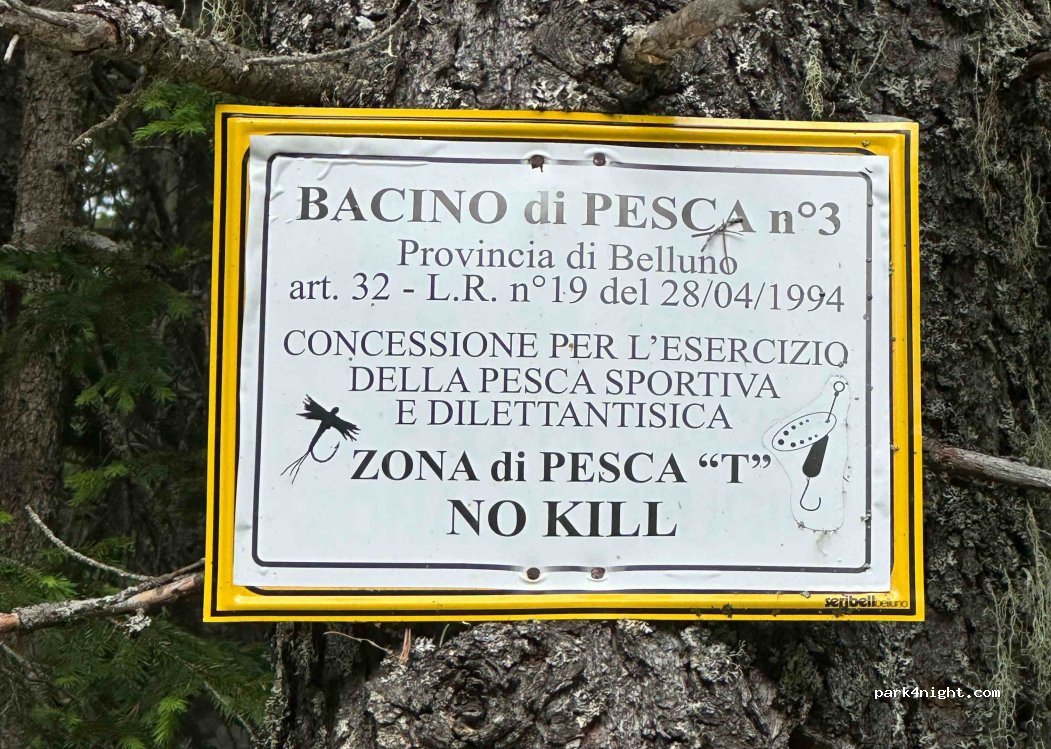 BACINO di PESCA n°3
Provincia di Belluno
art. 32 - L.R. n°19 del 28/04/1994
CONCESSIONE PER L'ESERCIZIO
DELLA PESCA SPORTIVA
E DILETTANTISICA
ZONA di PESCA “T”
NO KILL
seribell belluno
park4night.com